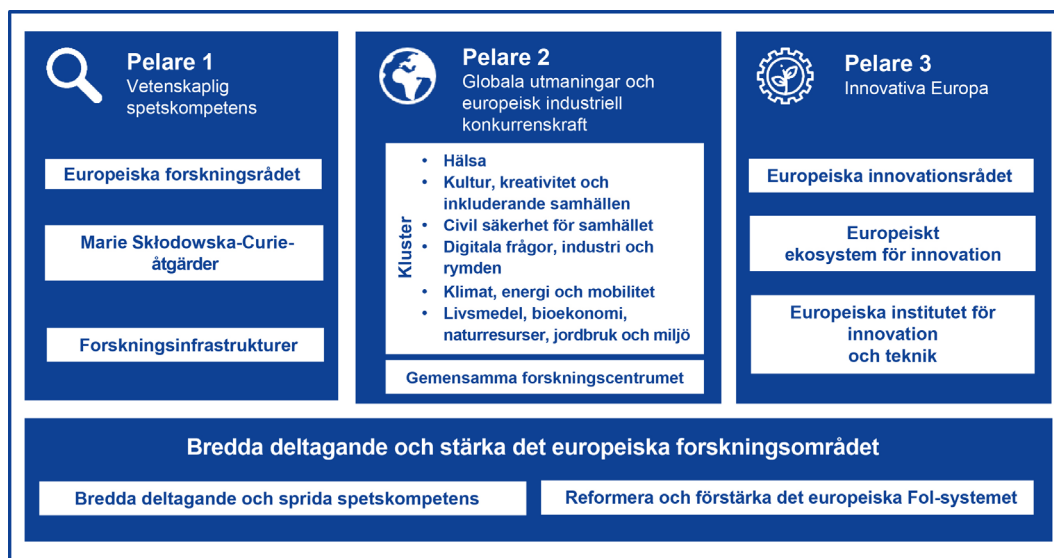 Pelare 1
Vetenskaplig
spetskompetens
Europeiska forskningsrådet
Marie Skłodowska-Curie-
åtgärder
Forskningsinfrastrukturer
Pelare 2
Globala utmaningar och
europeisk industriell
konkurrenskraft
Kluster
• Hälsa
• Kultur, kreativitet och
inkluderande samhällen
• Civil säkerhet för samhället
• Digitala frågor, industri och
rymden
• Klimat, energi och mobilitet
• Livsmedel, bioekonomi,
naturresurser, jordbruk och miljö
Gemensamma forskningscentrumet
Pelare 3
Innovativa Europa
Europeiska innovationsrådet
Europeiskt
ekosystem för innovation
Europeiska institutet för
innovation
och teknik
Bredda deltagande och stärka det europeiska forskningsområdet
Bredda deltagande och sprida spetskompetens
Reformera och förstärka det europeiska FoI-systemet